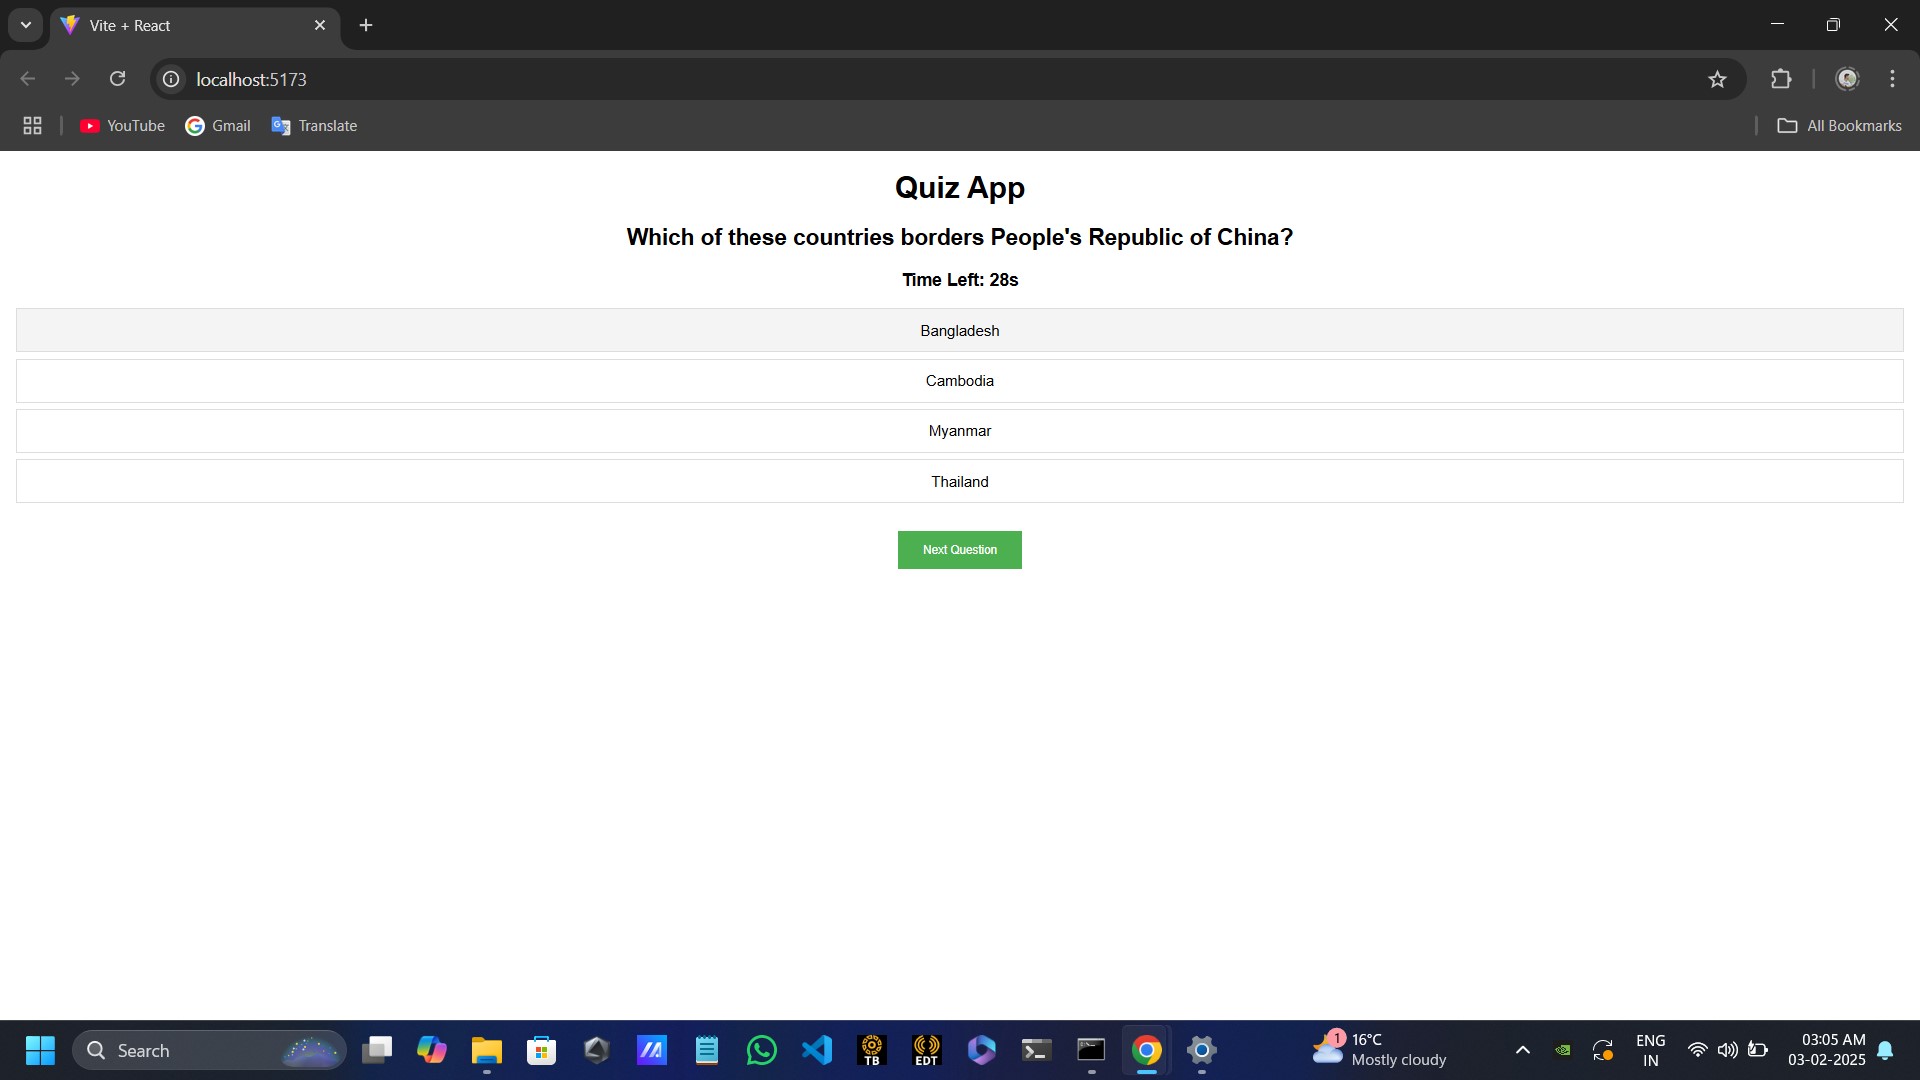 Vite + React
localhost:5173
YouTube Gmail Translate All Bookmarks
Quiz App
Which of these countries borders People's Republic of China?
Time Left: 28s
Bangladesh
Cambodia
Myanmar
Thailand
Next Question
Search
TB
EDT
1
16°C
Mostly cloudy
ENG
IN
03:05 AM
03-02-2025